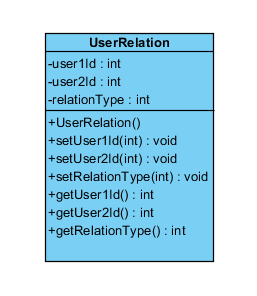 UserRelation
-user1Id : int
-user2Id : int
-relationType : int
+UserRelation()
+setUser1Id(int) : void
+setUser2Id(int) : void
+setRelationType(int) : void
+getUser1Id() : int
+getUser2Id() : int
+getRelationType() : int